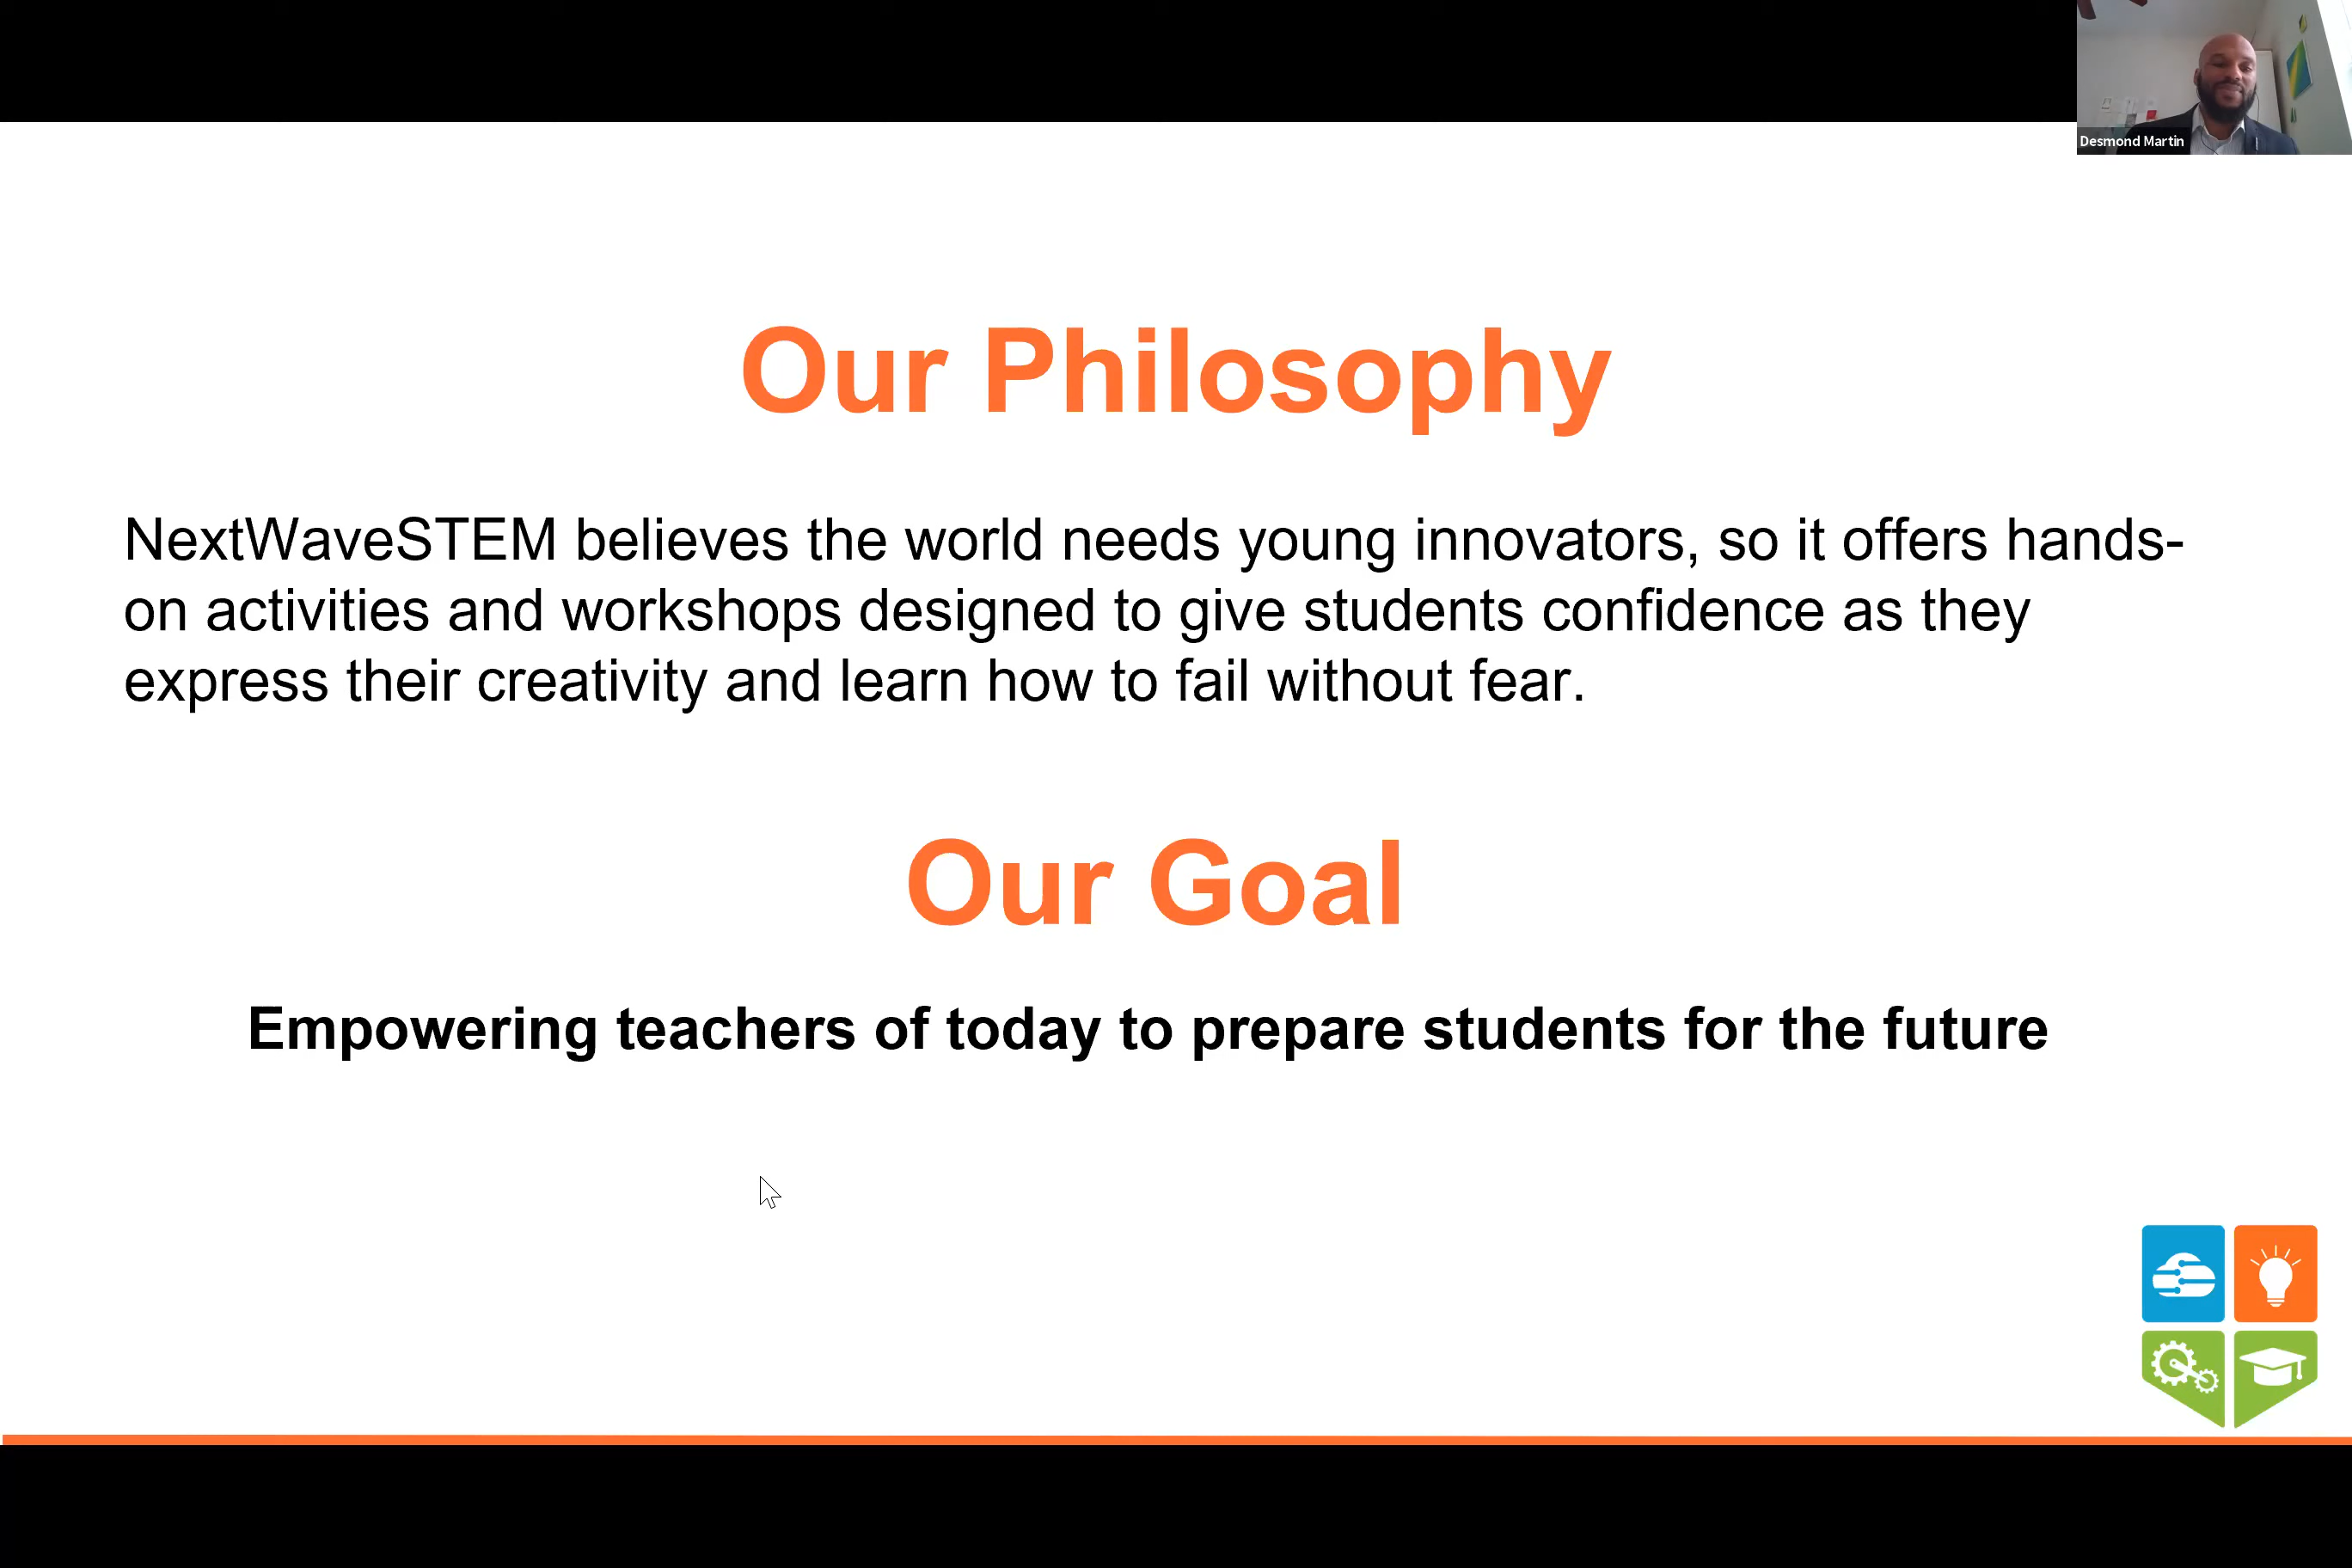 Desmond Martin
Our Philosophy
NextWaveSTEM believes the world needs young innovators, so it offers hands-
on activities and workshops designed to give students confidence as they
express their creativity and learn how to fail without fear.
Our Goal
Empowering teachers of today to prepare students for the future